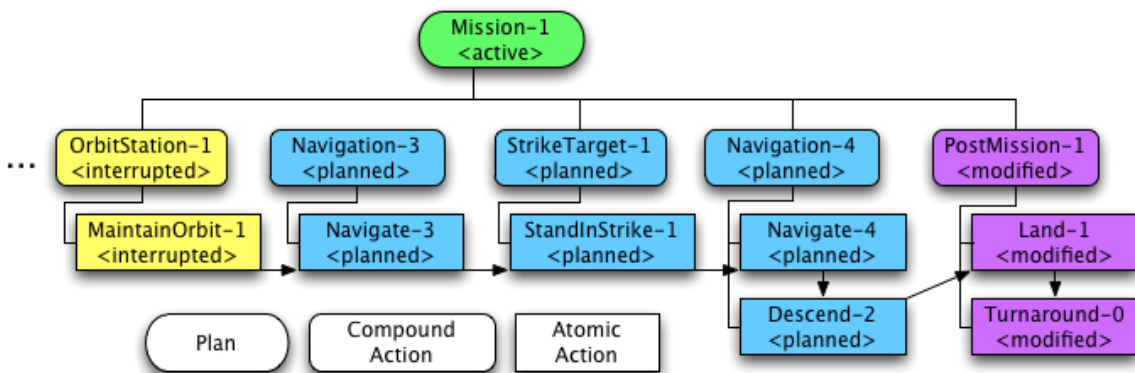 Mission-1
<active>
...
OrbitStation-1
<interrupted>
Navigation-3
<planned>
StrikeTarget-1
<planned>
Navigation-4
<planned>
PostMission-1
<modified>
MaintainOrbit-1
<interrupted>
Navigate-3
<planned>
StandInStrike-1
<planned>
Navigate-4
<planned>
Land-1
<modified>
Descend-2
<planned>
Turnaround-0
<modified>
Plan
Compound
Action
Atomic
Action